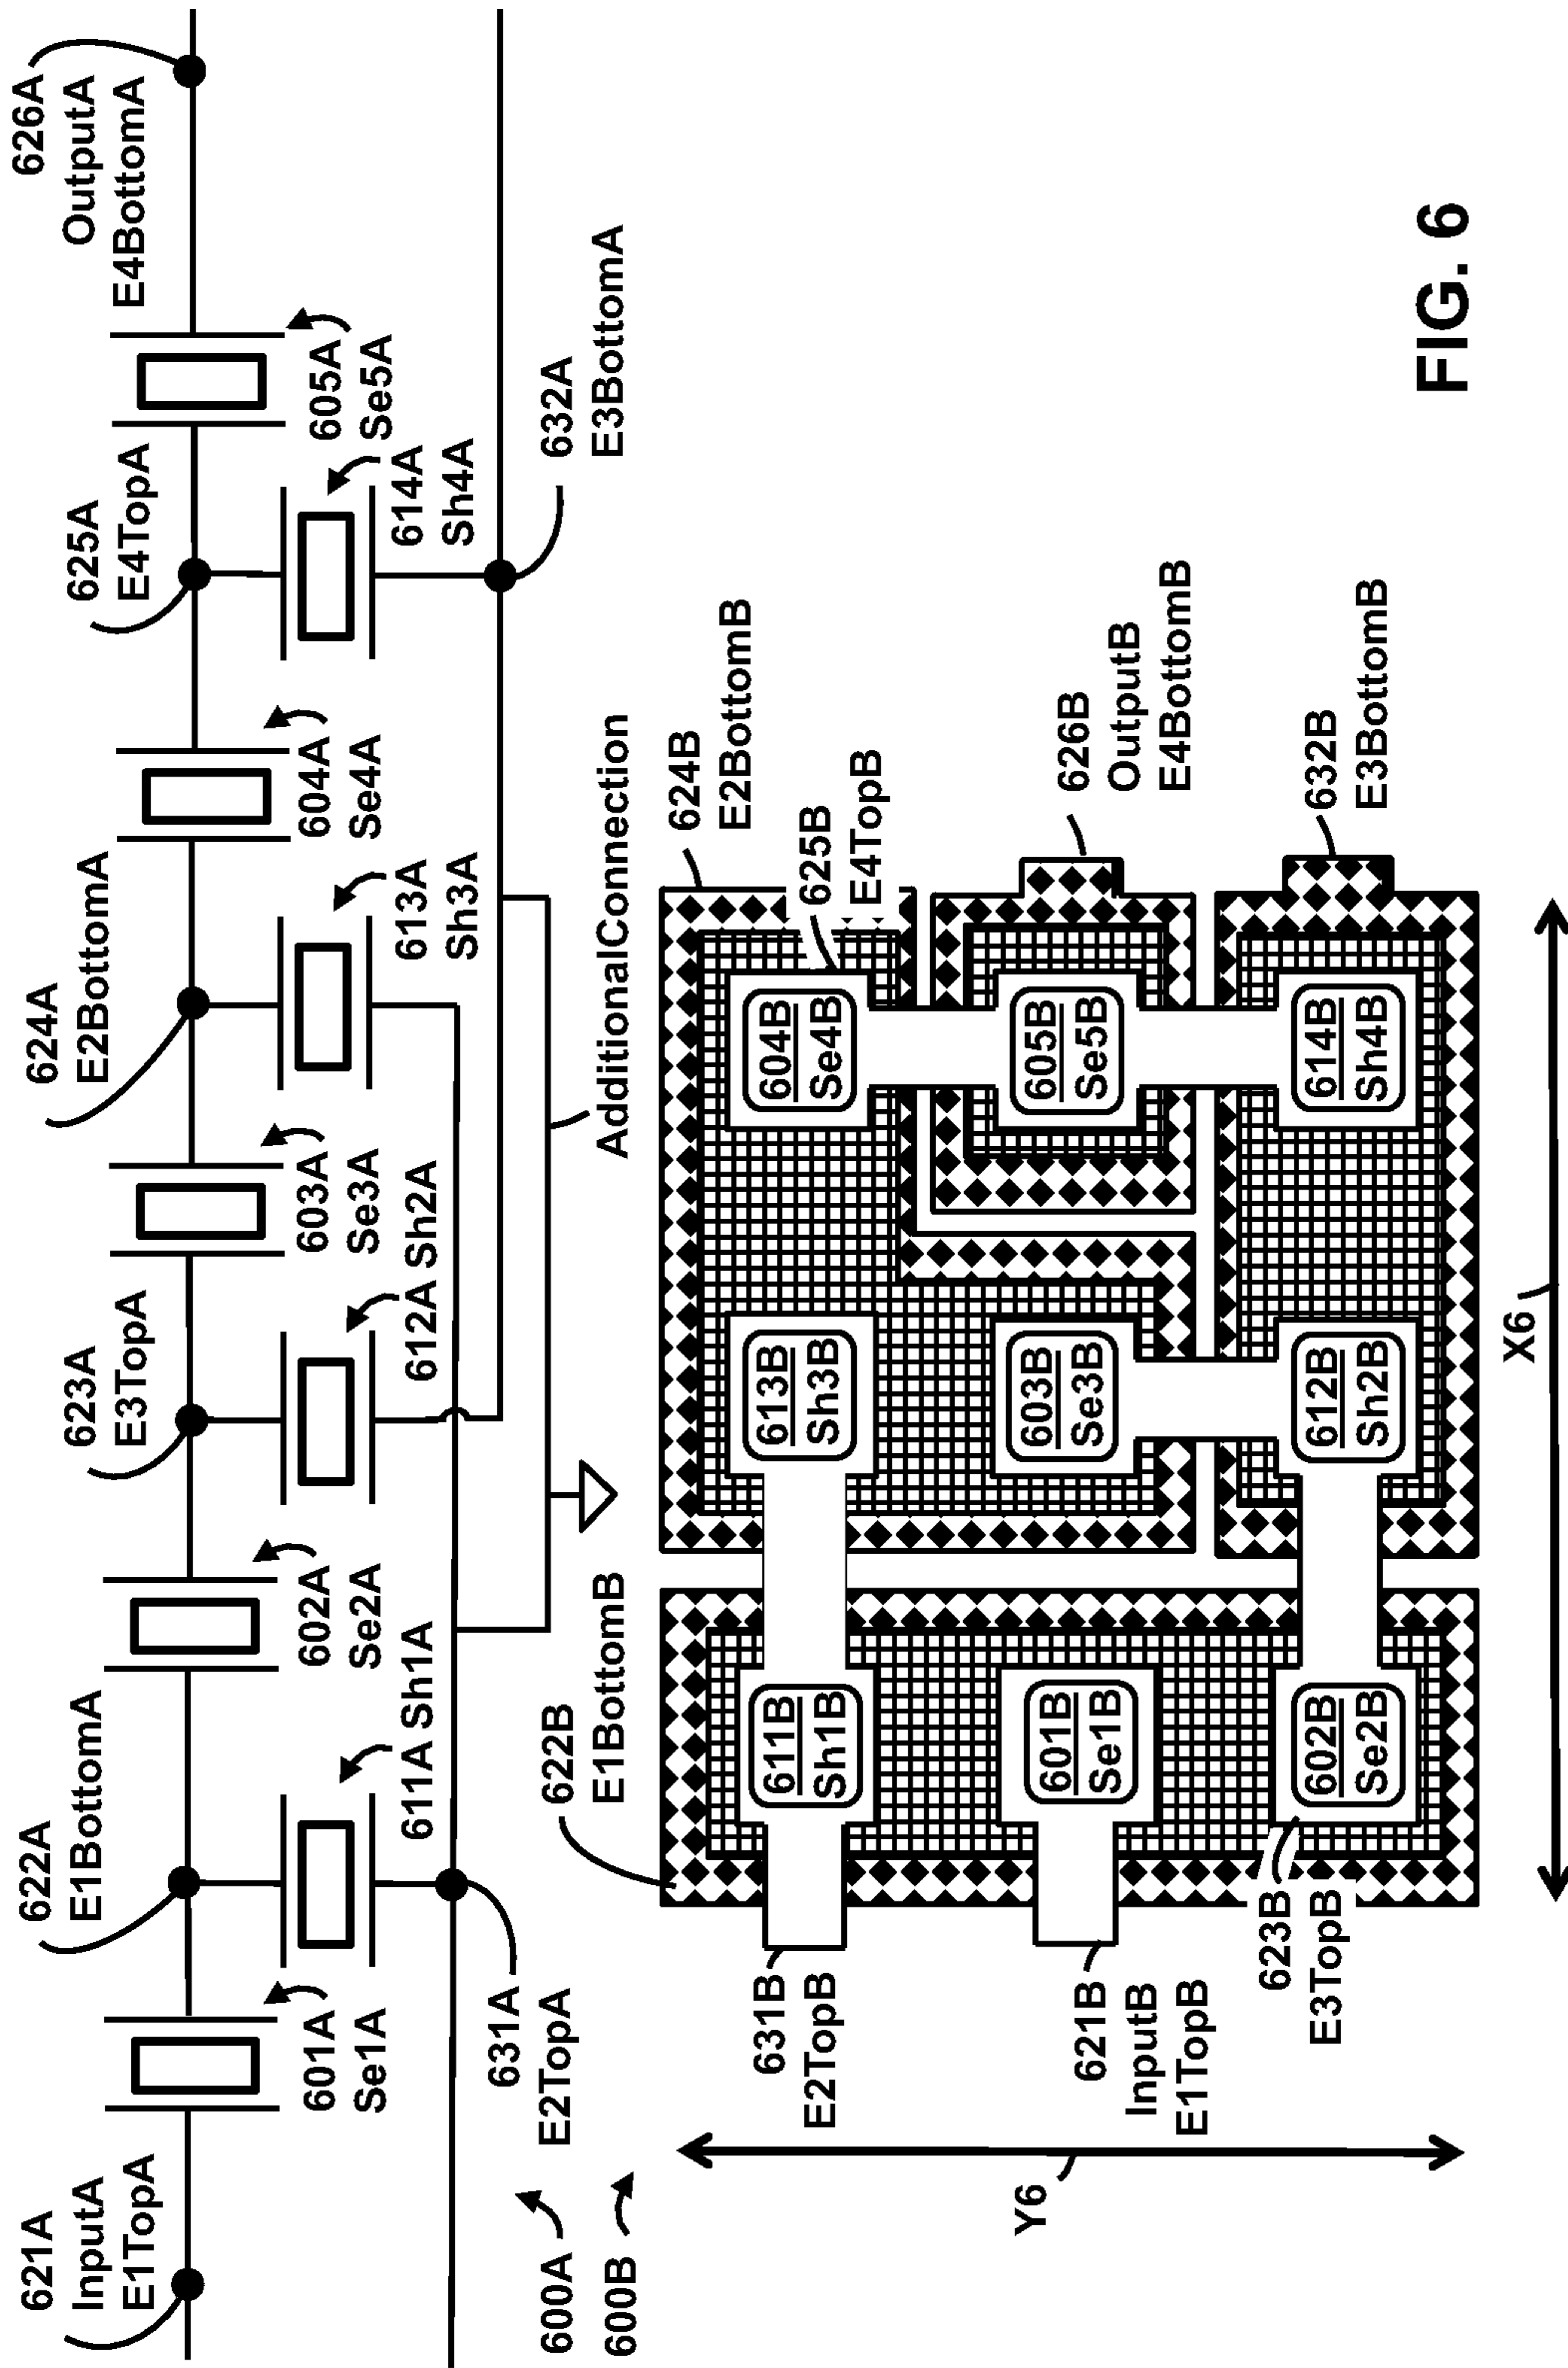 621A
InputA
E1TopA
622A
E1BottomA
623A
E3TopA
624A
E2BottomA
625A
E4TopA
626A
OutputA
E4BottomA
601A
Se1A
602A
Se2A
603A
Se3A
604A
Se4A
605A
Se5A
611A Sh1A
612A Sh2A
613A
Sh3A
614A
Sh4A
631A
E2TopA
632A
E3BottomA
AdditionalConnection
600A
600B
622B
E1BottomB
624B
E2BottomB
625B
E4TopB
626B
OutputB
E4BottomB
632B
E3BottomB
631B
E2TopB
621B
InputB
E1TopB
623B
E3TopB
611B
Sh1B
613B
Sh3B
604B
Se4B
601B
Se1B
603B
Se3B
605B
Se5B
602B
Se2B
612B
Sh2B
614B
Sh4B
Y6
X6
FIG. 6